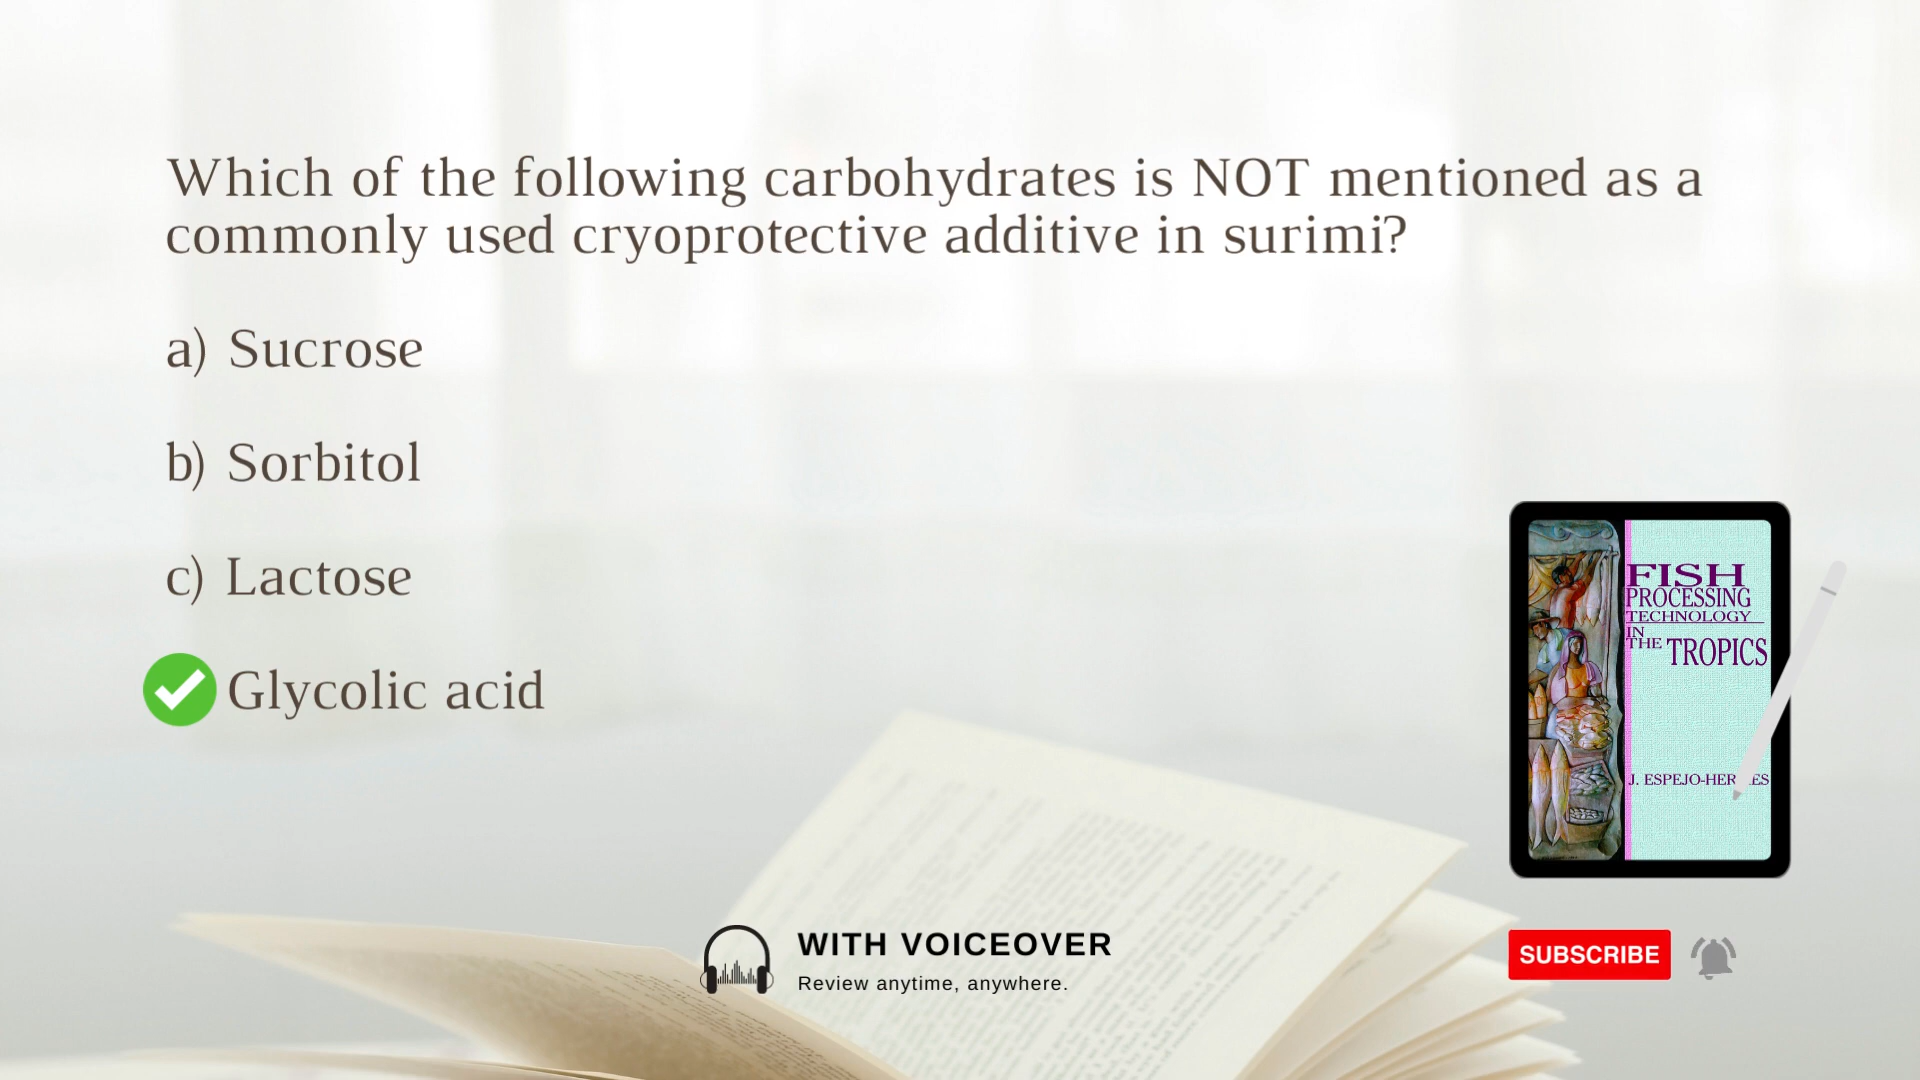 Which of the following carbohydrates is NOT mentioned as a
commonly used cryoprotective additive in surimi?
a) Sucrose
b) Sorbitol
c) Lactose
Glycolic acid
FISH
PROCESSING
TECHNOLOGY
IN
THE TROPICS
J. ESPEJO-
WITH VOICEOVER
Review anytime, anywhere.
SUBSCRIBE